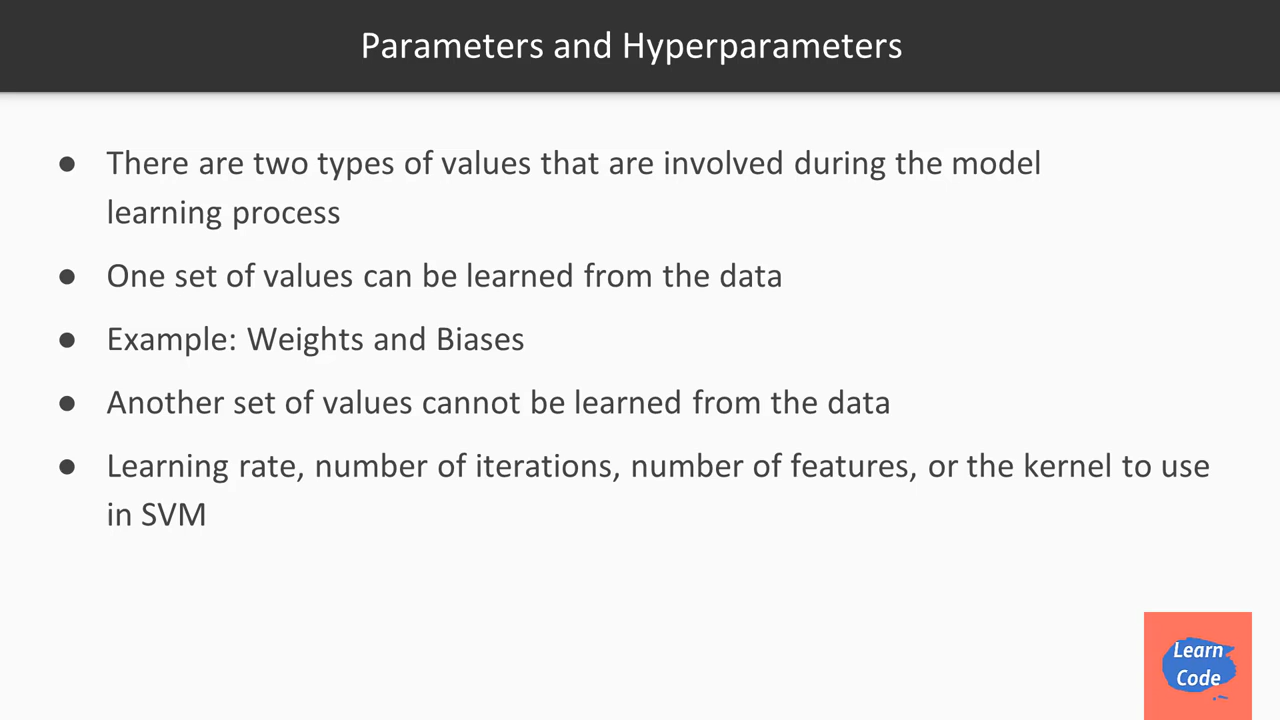 Parameters and Hyperparameters
● There are two types of values that are involved during the model
learning process
● One set of values can be learned from the data
● Example: Weights and Biases
● Another set of values cannot be learned from the data
● Learning rate, number of iterations, number of features, or the kernel to use
in SVM
Learn
Code